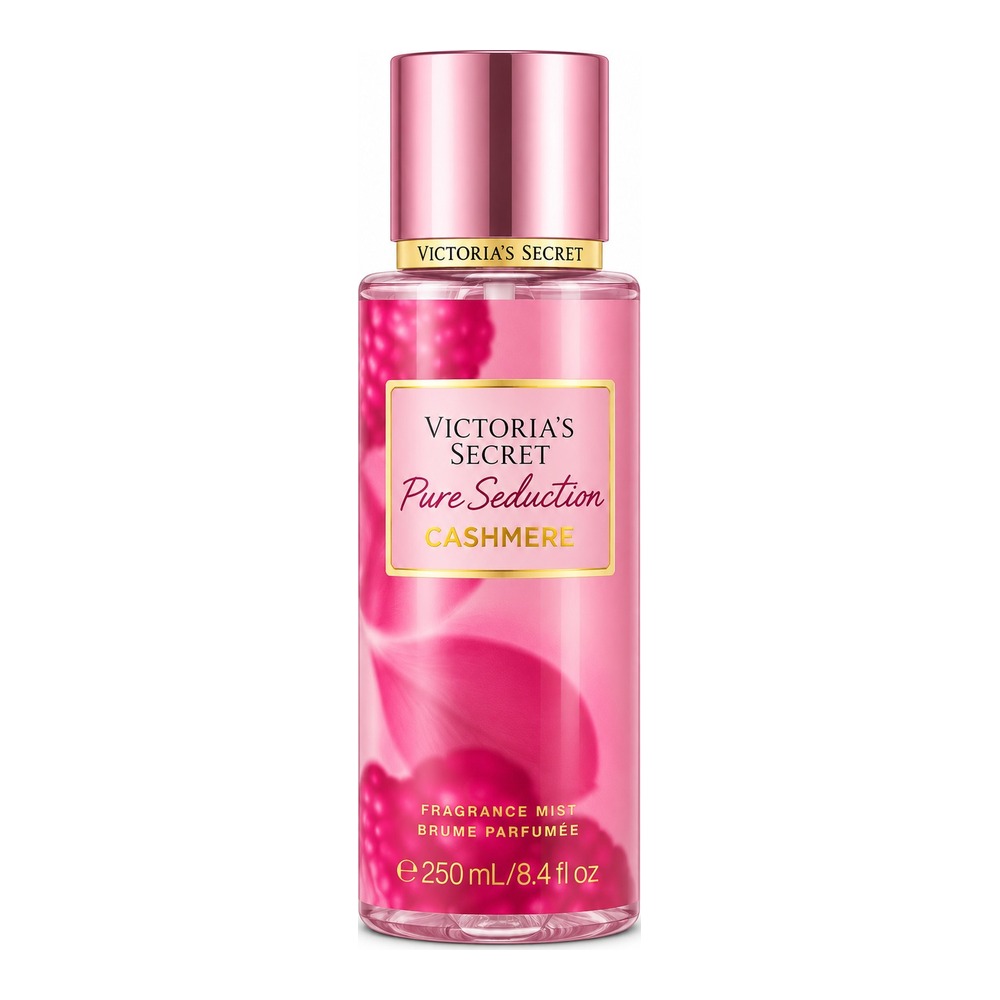 VICTORIA'S SECRET
VICTORIA'S
SECRET
Pure Seduction
CASHMERE
FRAGRANCE MIST
BRUME PARFUMÉE
℮ 250 mL/8.4 fl oz